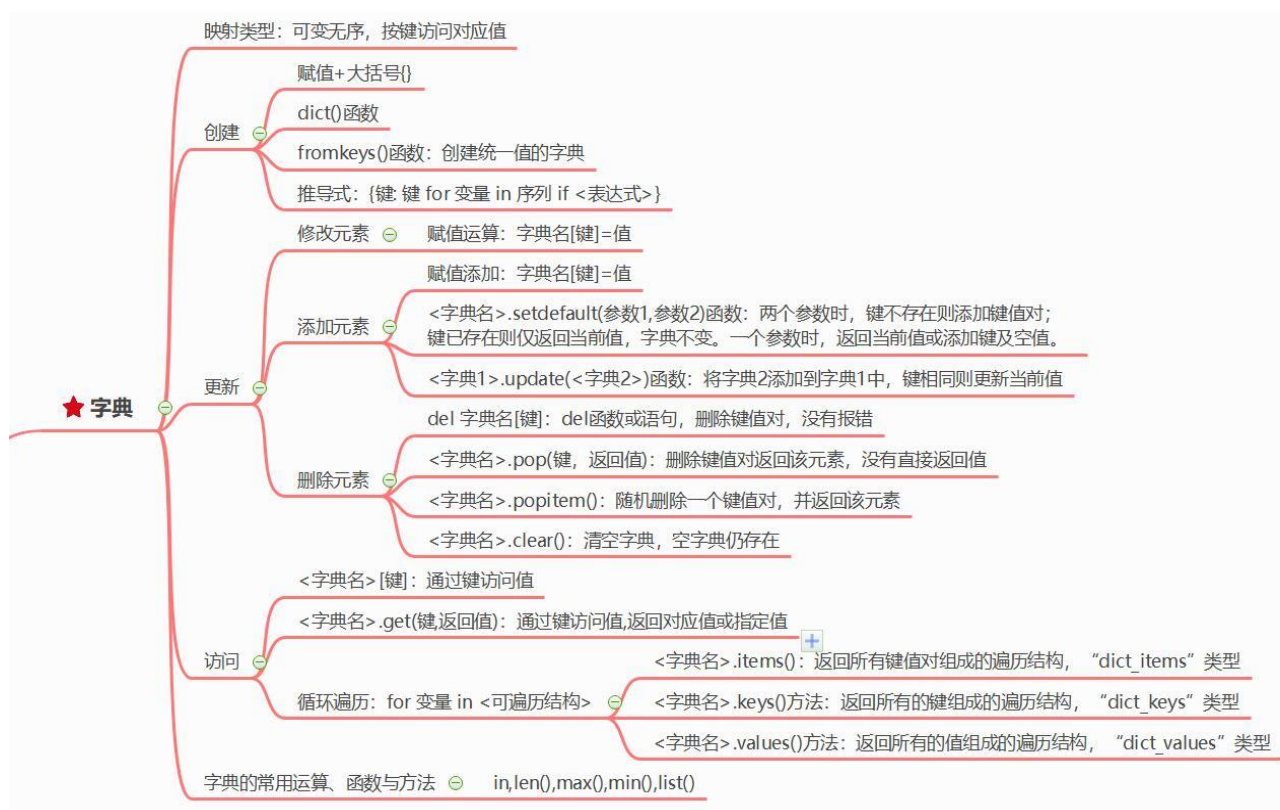 映射类型：可变无序，按键访问对应值
赋值+大括号{}
dict()函数
创建
fromkeys()函数：创建统一值的字典
推导式：{键: 键 for 变量 in 序列 if <表达式>}
修改元素
赋值运算：字典名[键]=值
赋值添加：字典名[键]=值
<字典名>.setdefault(参数1,参数2)函数：两个参数时，键不存在则添加键值对；
键已存在则仅返回当前值，字典不变。一个参数时，返回当前值或添加键及空值。
添加元素
<字典1>.update(<字典2>)函数：将字典2添加到字典1中，键相同则更新当前值
更新
字典
del 字典名[键]：del函数或语句，删除键值对，没有报错
<字典名>.pop(键，返回值)：删除键值对返回该元素，没有直接返回值
删除元素
<字典名>.popitem()：随机删除一个键值对，并返回该元素
<字典名>.clear()：清空字典，空字典仍存在
<字典名>[键]：通过键访问值
<字典名>.get(键,返回值)：通过键访问值,返回对应值或指定值
访问
<字典名>.items()：返回所有键值对组成的遍历结构，“dict_items”类型
循环遍历：for 变量 in <可遍历结构>
<字典名>.keys()方法：返回所有的键组成的遍历结构，“dict_keys”类型
<字典名>.values()方法：返回所有的值组成的遍历结构，“dict_values”类型
字典的常用运算、函数与方法
in,len(),max(),min(),list()